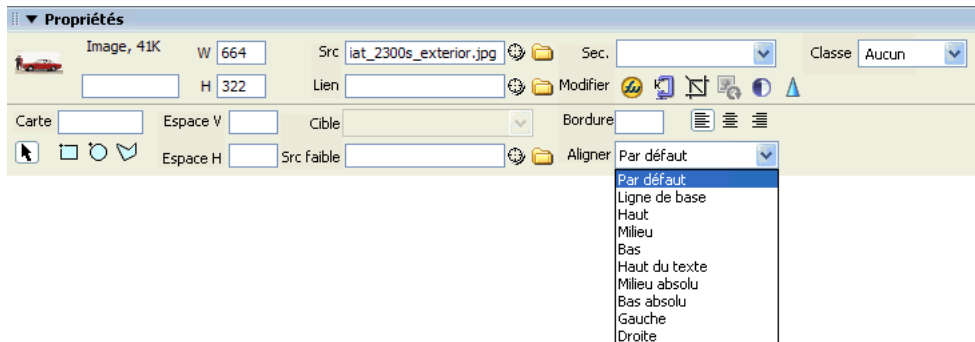 Propriétés
Image, 41K W 664 Src iat_2300s_exterior.jpg Sec. Classe Aucun
H 322 Lien Modifier
Carte Espace V Cible Bordure
Espace H Src faible Aligner Par défaut
Par défaut
Ligne de base
Haut
Milieu
Bas
Haut du texte
Milieu absolu
Bas absolu
Gauche
Droite